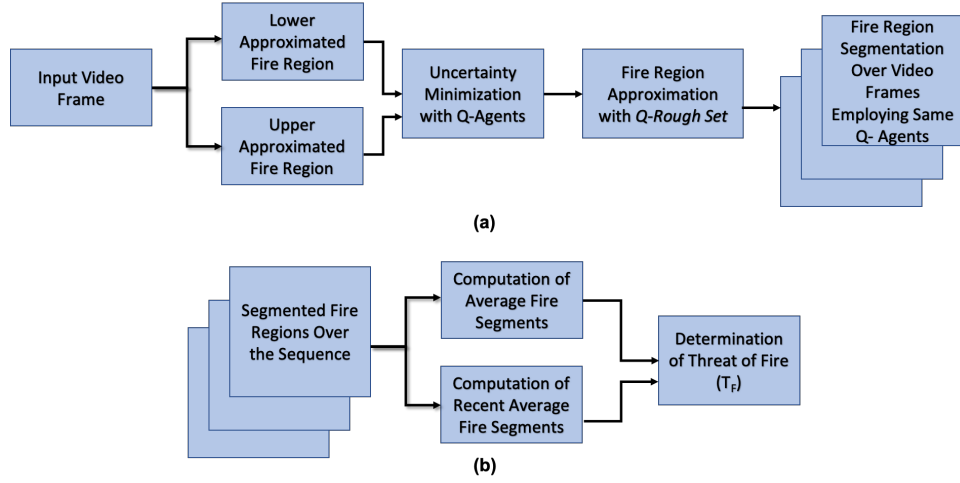 Input Video
Frame
Lower
Approximated
Fire Region
Upper
Approximated
Fire Region
Uncertainty
Minimization
with Q-Agents
Fire Region
Approximation
with Q-Rough Set
Fire Region
Segmentation
Over Video
Frames
Employing Same
Q- Agents
(a)
Segmented Fire
Regions Over
the Sequence
Computation of
Average Fire
Segments
Computation of
Recent Average
Fire Segments
Determination
of Threat of Fire
(T_F)
(b)